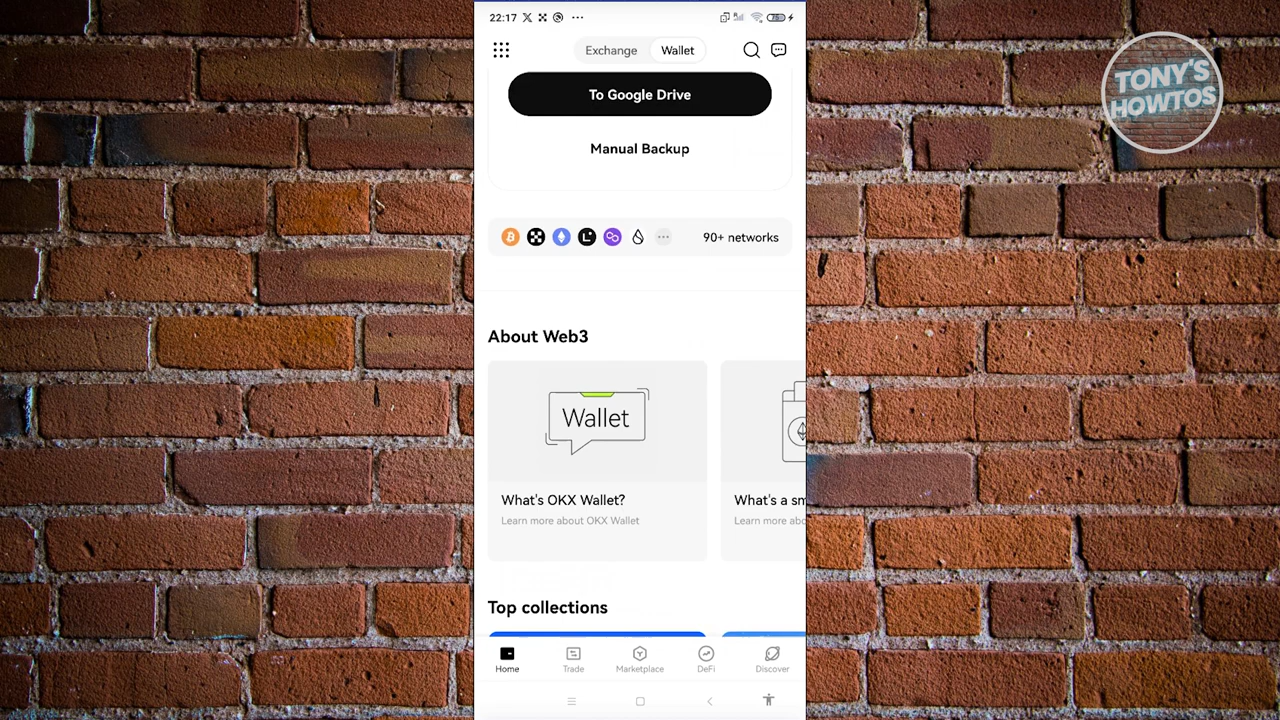 22:17
Exchange
Wallet
To Google Drive
Manual Backup
90+ networks
About Web3
Wallet
What's OKX Wallet?
Learn more about OKX Wallet
What's a sm
Learn more abo
Top collections
Home
Trade
Marketplace
DeFi
Discover
TONY'S
HOWTOS